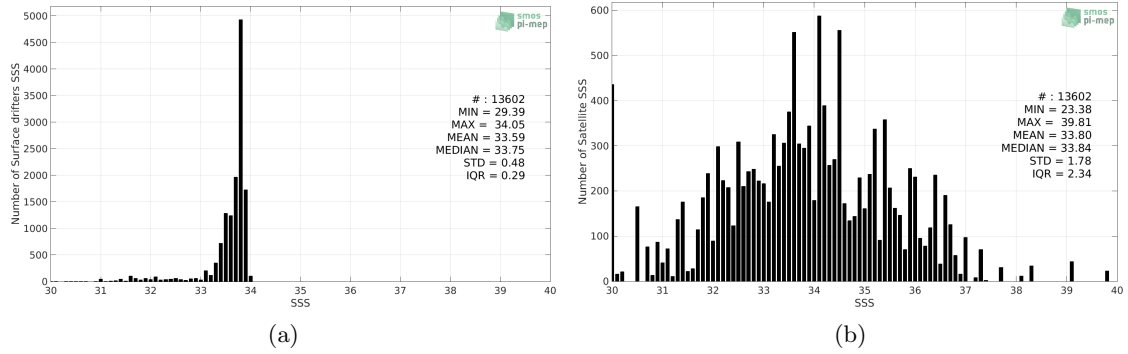 smos
pi-mep
5000
4500
4000
3500
3000
2500
2000
1500
1000
500
0
Number of Surface drifters SSS
# : 13602
MIN = 29.39
MAX = 34.05
MEAN = 33.59
MEDIAN = 33.75
STD = 0.48
IQR = 0.29
30 31 32 33 34 35 36 37 38 39 40
SSS
(a)
smos
pi-mep
600
500
400
300
200
100
0
Number of Satellite SSS
# : 13602
MIN = 23.38
MAX = 39.81
MEAN = 33.80
MEDIAN = 33.84
STD = 1.78
IQR = 2.34
30 31 32 33 34 35 36 37 38 39 40
SSS
(b)